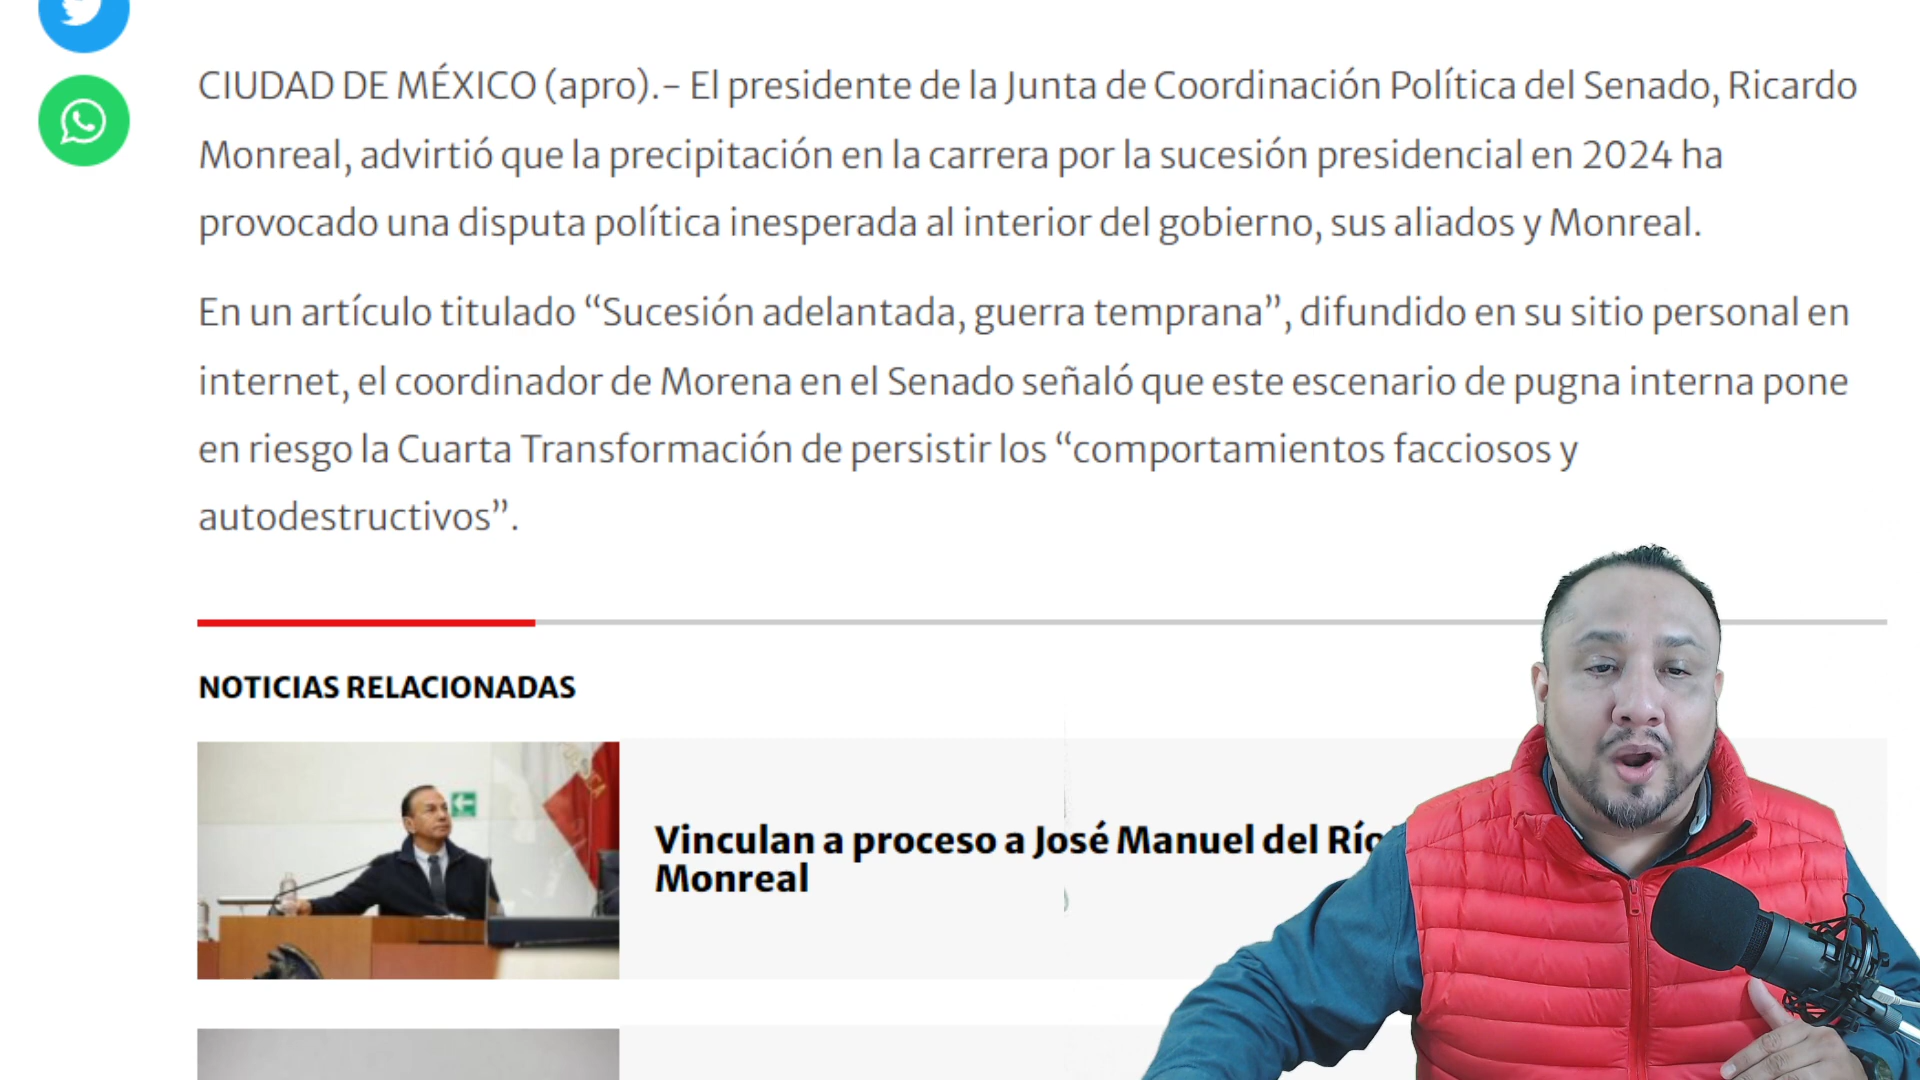 CIUDAD DE MÉXICO (apro).- El presidente de la Junta de Coordinación Política del Senado, Ricardo
Monreal, advirtió que la precipitación en la carrera por la sucesión presidencial en 2024 ha
provocado una disputa política inesperada al interior del gobierno, sus aliados y Monreal.
En un artículo titulado “Sucesión adelantada, guerra temprana”, difundido en su sitio personal en
internet, el coordinador de Morena en el Senado señaló que este escenario de pugna interna pone
en riesgo la Cuarta Transformación de persistir los “comportamientos facciosos y
autodestructivos”.
NOTICIAS RELACIONADAS
Vinculan a proceso a José Manuel del Río
Monreal